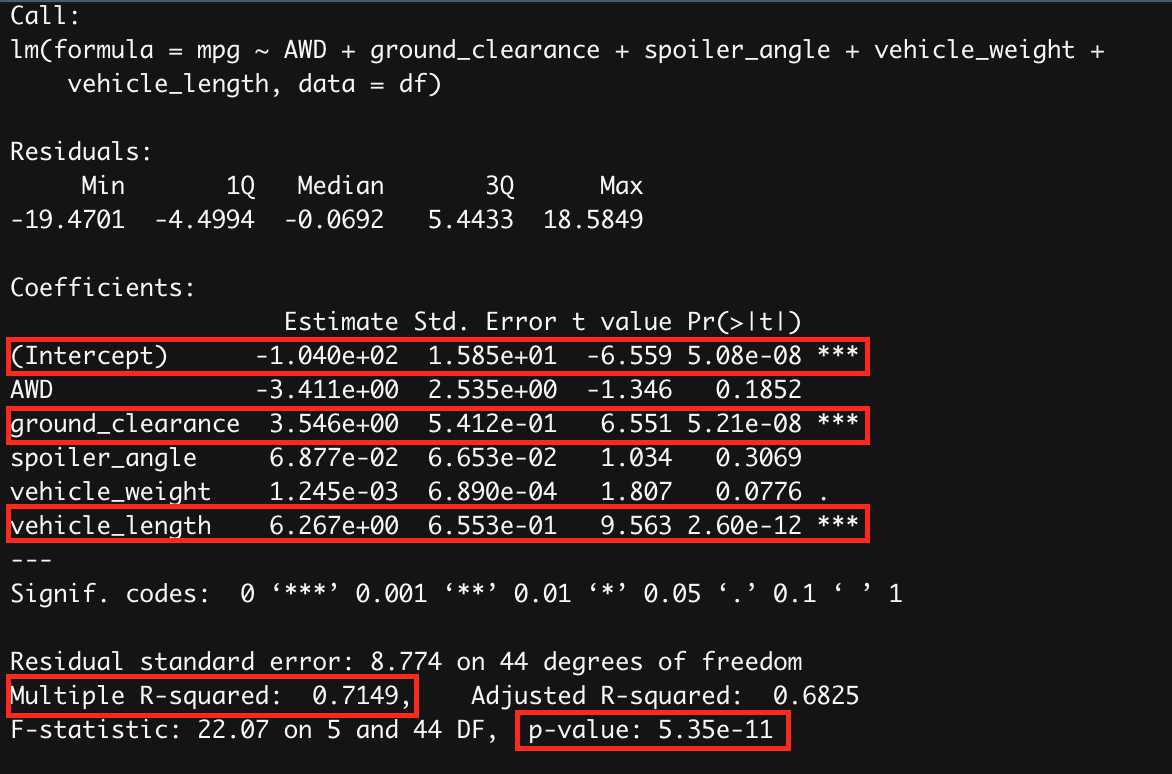 Call:
lm(formula = mpg ~ AWD + ground_clearance + spoiler_angle + vehicle_weight +
    vehicle_length, data = df)
Residuals:
     Min       1Q   Median       3Q      Max
-19.4701  -4.4994  -0.0692   5.4433  18.5849
Coefficients:
                   Estimate Std. Error t value Pr(>|t|)
(Intercept)      -1.040e+02  1.585e+01  -6.559 5.08e-08 ***
AWD              -3.411e+00  2.535e+00  -1.346   0.1852
ground_clearance  3.546e+00  5.412e-01   6.551 5.21e-08 ***
spoiler_angle     6.877e-02  6.653e-02   1.034   0.3069
vehicle_weight    1.245e-03  6.890e-04   1.807   0.0776 .
vehicle_length    6.267e+00  6.553e-01   9.563 2.60e-12 ***
---
Signif. codes:  0 ‘***’ 0.001 ‘**’ 0.01 ‘*’ 0.05 ‘.’ 0.1 ‘ ’ 1
Residual standard error: 8.774 on 44 degrees of freedom
Multiple R-squared:  0.7149,    Adjusted R-squared:  0.6825
F-statistic: 22.07 on 5 and 44 DF,  p-value: 5.35e-11